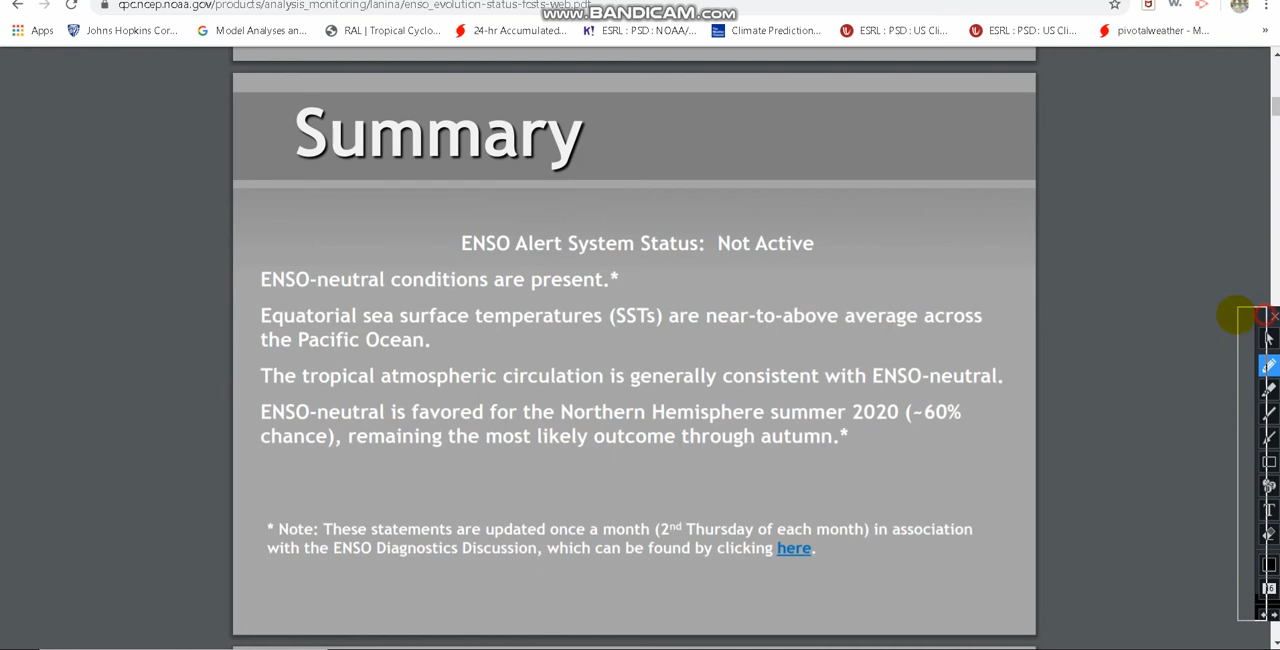 cpc.ncep.noaa.gov/products/analysis_monitoring/lanina/enso_evolution-status-fcsts-web.pdf
www.BANDICAM.com
Apps Johns Hopkins Cor... Model Analyses an... RAL | Tropical Cyclo... 24-hr Accumulated... ESRL : PSD : NOAA/... Climate Prediction... ESRL : PSD : US Cli... ESRL : PSD : US Cli... pivotalweather - M... »
Summary
ENSO Alert System Status: Not Active
ENSO-neutral conditions are present.*
Equatorial sea surface temperatures (SSTs) are near-to-above average across
the Pacific Ocean.
The tropical atmospheric circulation is generally consistent with ENSO-neutral.
ENSO-neutral is favored for the Northern Hemisphere summer 2020 (~60%
chance), remaining the most likely outcome through autumn.*
* Note: These statements are updated once a month (2nd Thursday of each month) in association
with the ENSO Diagnostics Discussion, which can be found by clicking here.